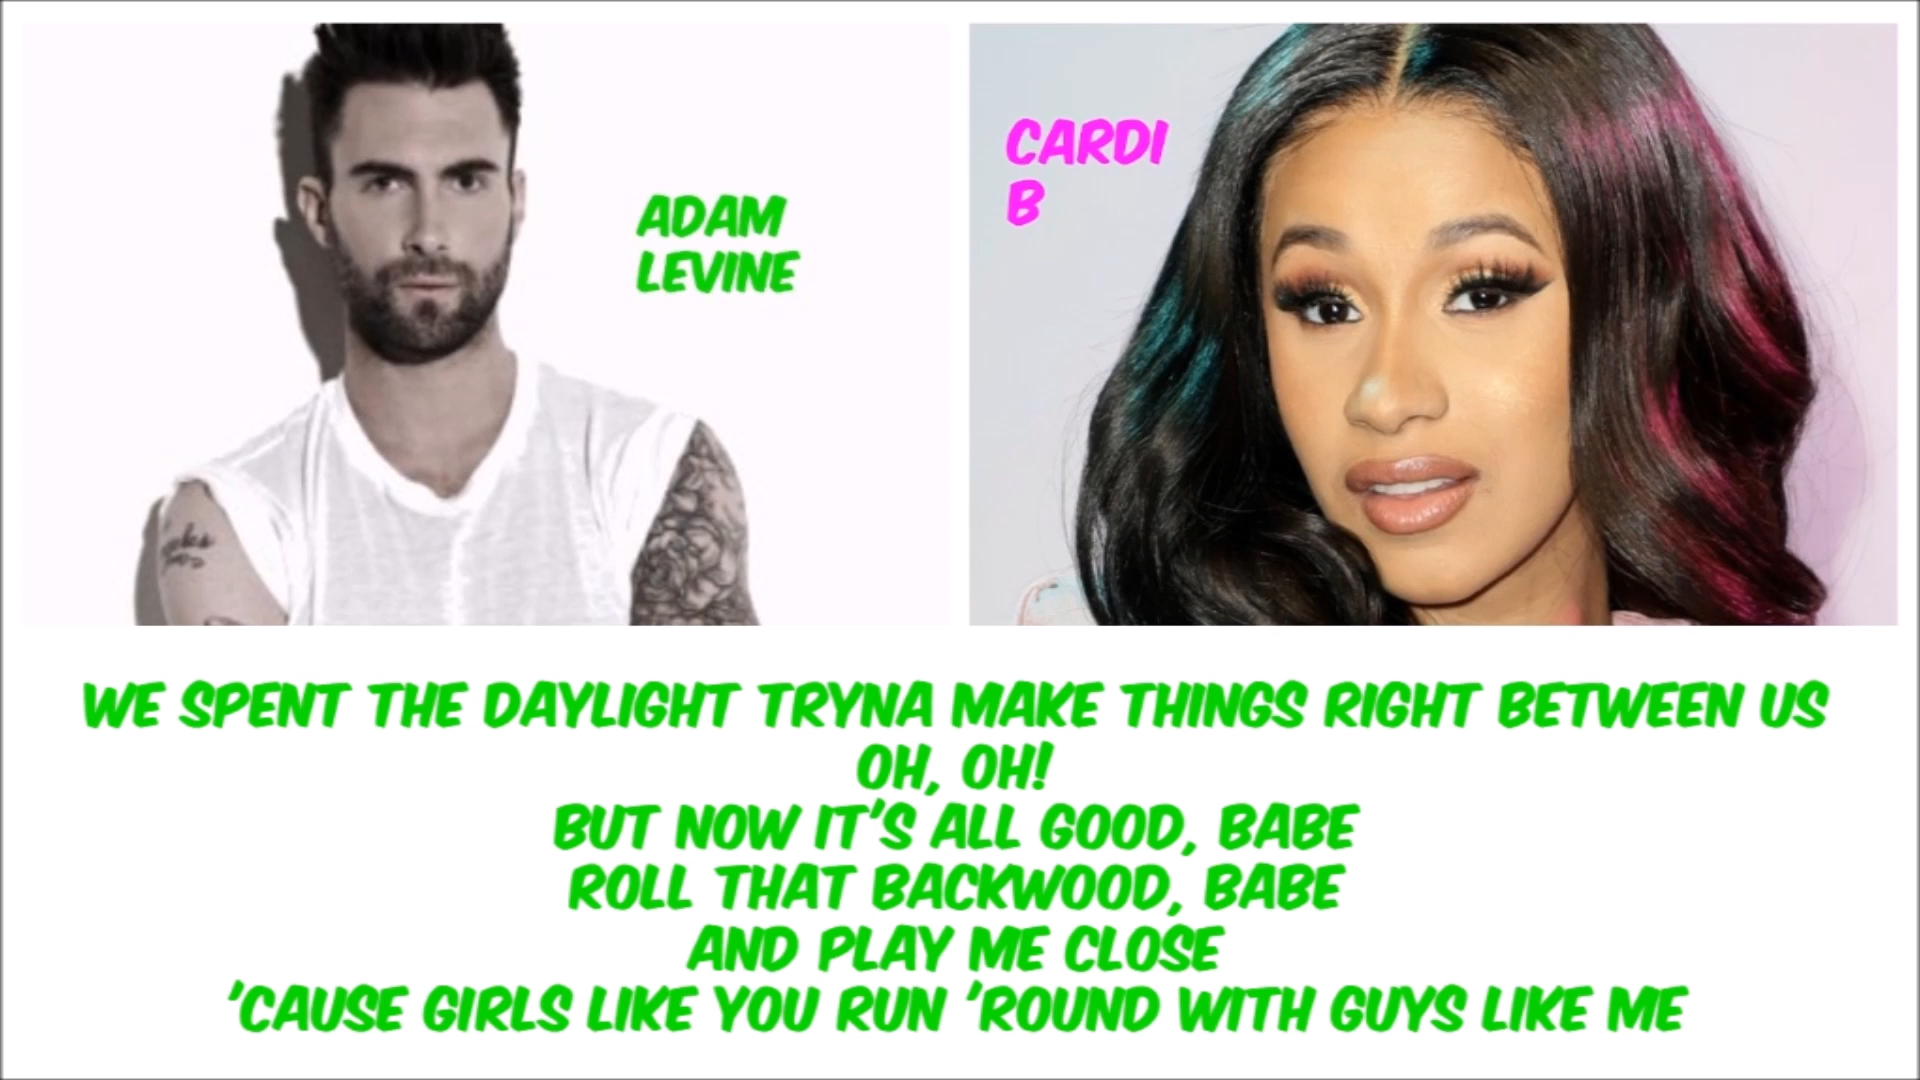 ADAM
LEVINE
CARDI
B
WE SPENT THE DAYLIGHT TRYNA MAKE THINGS RIGHT BETWEEN US
OH, OH!
BUT NOW IT'S ALL GOOD, BABE
ROLL THAT BACKWOOD, BABE
AND PLAY ME CLOSE
'CAUSE GIRLS LIKE YOU RUN 'ROUND WITH GUYS LIKE ME